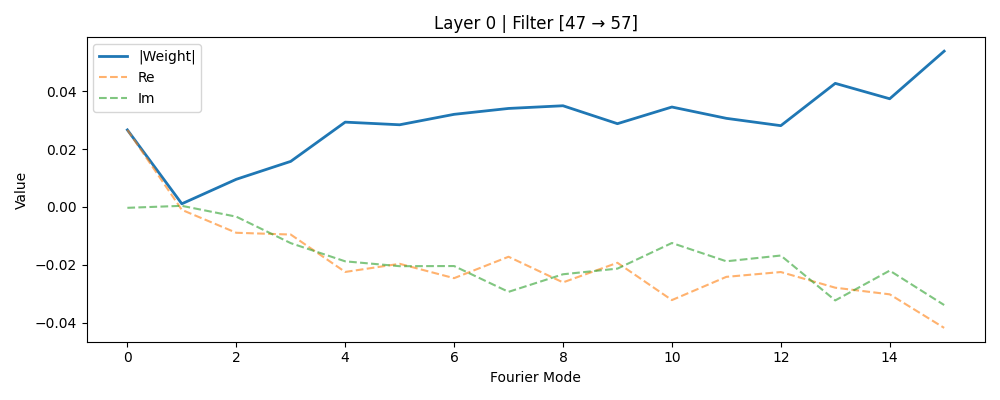 Layer 0 | Filter [47 → 57]
|Weight|
Re
Im
Value
0.04
0.02
0.00
−0.02
−0.04
0 2 4 6 8 10 12 14
Fourier Mode